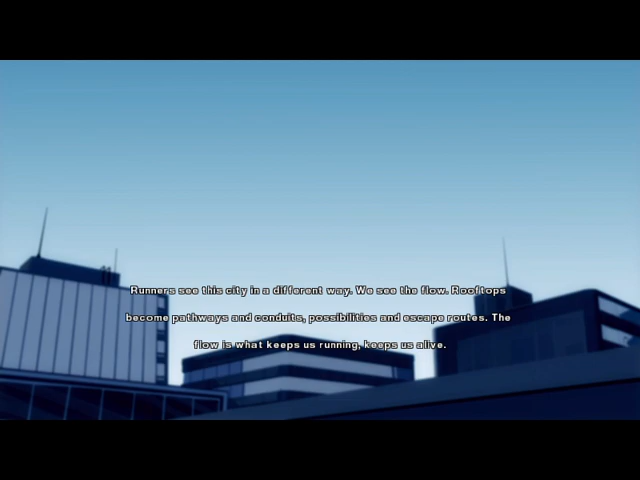 Runners see this city in a different way. We see the flow. Rooftops
become pathways and conduits, possibilities and escape routes. The
flow is what keeps us running, keeps us alive.